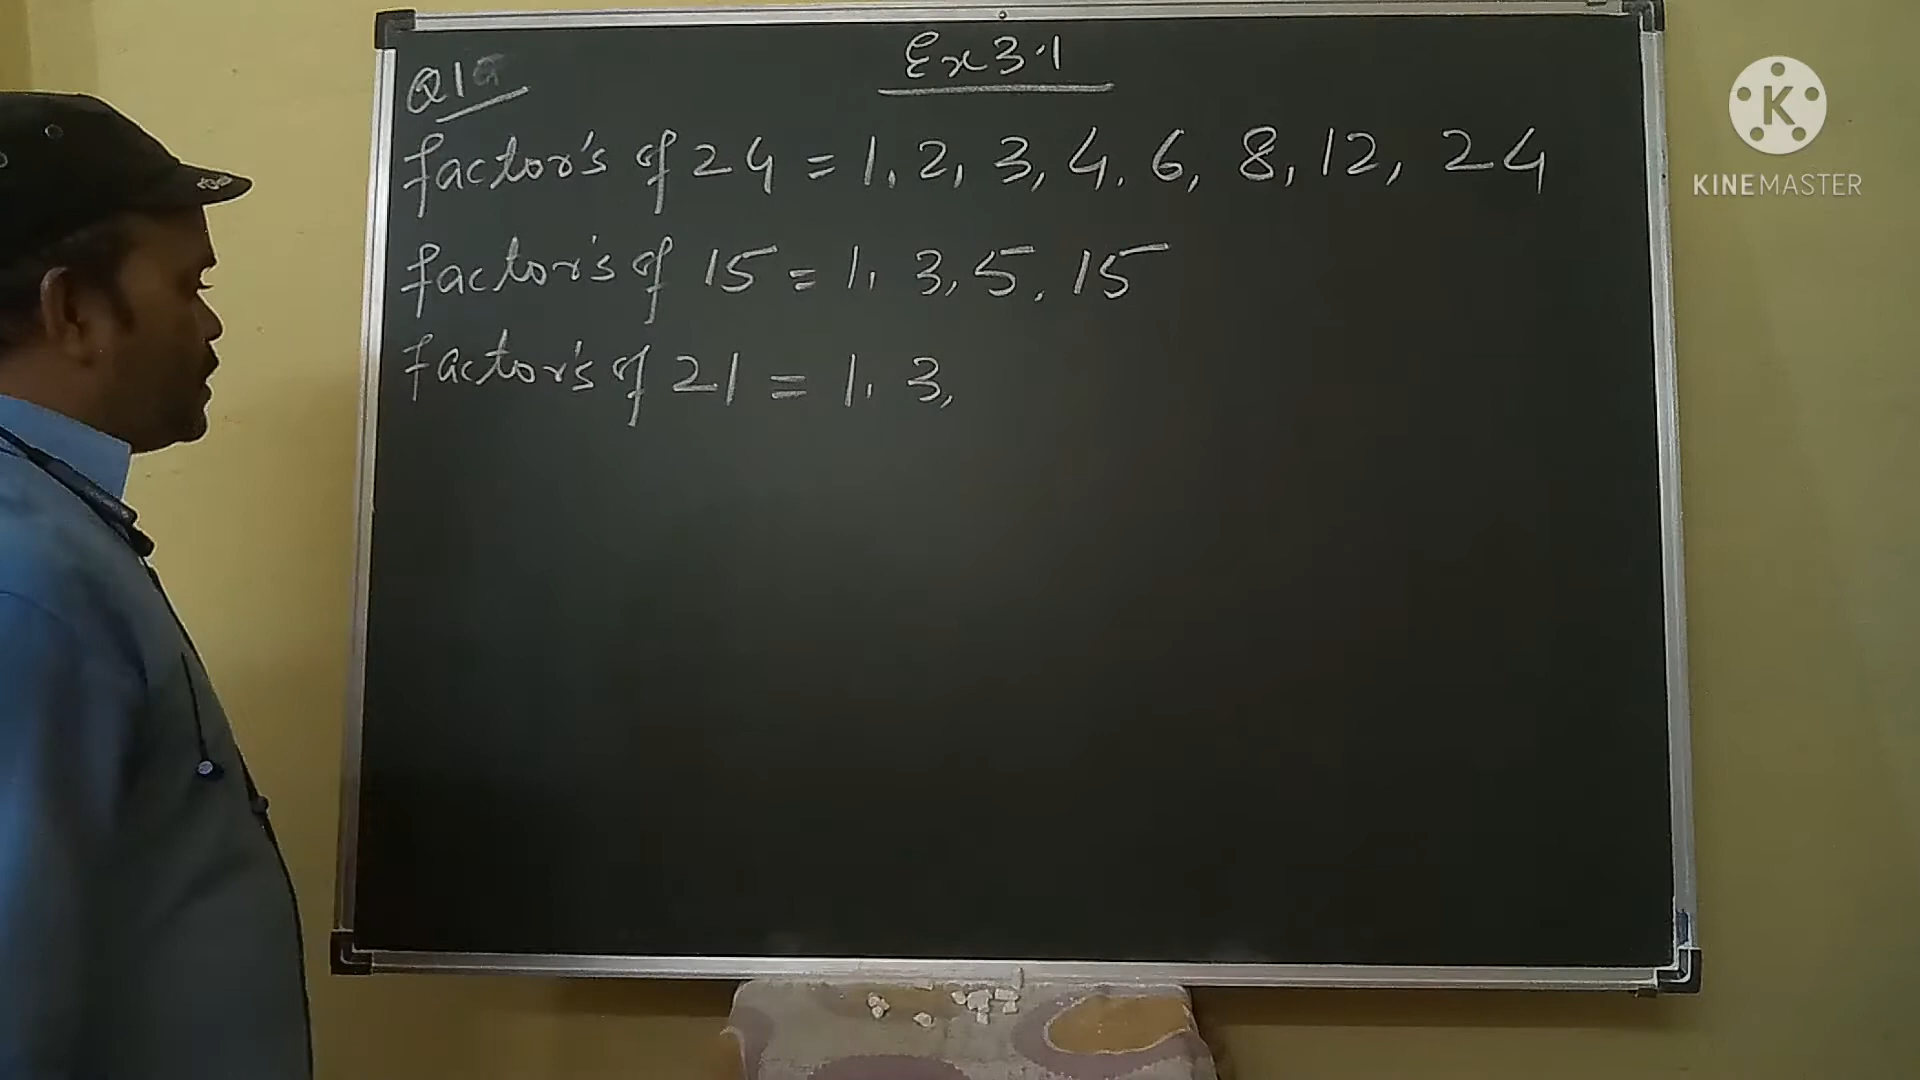 Ex 3.1
Q1
factor's of 24 = 1, 2, 3, 4, 6, 8, 12, 24
factor's of 15 = 1, 3, 5, 15
factor's of 21 = 1, 3,
K
KINEMASTER